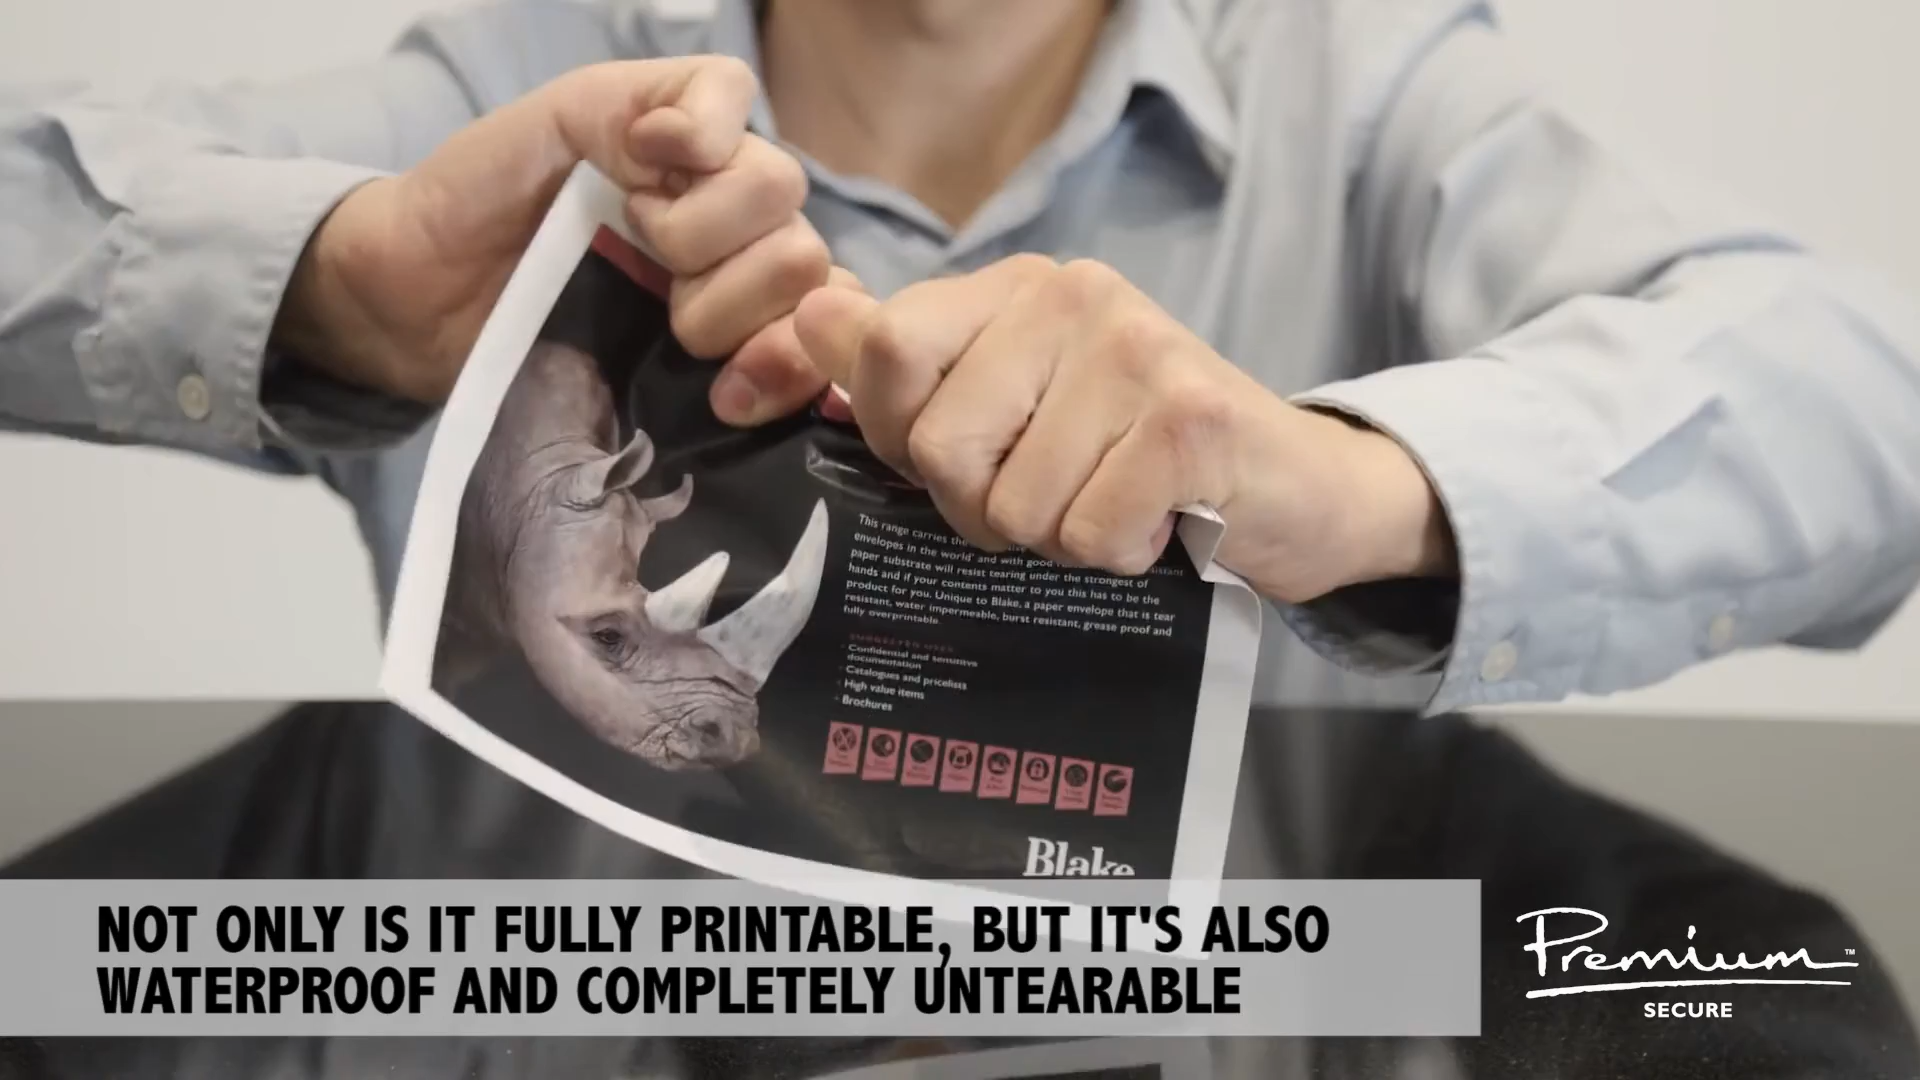 This range carries the
envelopes in the world' and with good
paper substrate will resist tearing under the strongest of
hands and if your contents matter to you this has to be the
product for you. Unique to Blake, a paper envelope that is tear
resistant, water impermeable, burst resistant, grease proof and
fully overprintable.
SUGGESTED USES
Confidential and sensitive
documentation
Catalogues and pricelists
High value items
Brochures
Blake
NOT ONLY IS IT FULLY PRINTABLE, BUT IT'S ALSO
WATERPROOF AND COMPLETELY UNTEARABLE
Premium™
SECURE